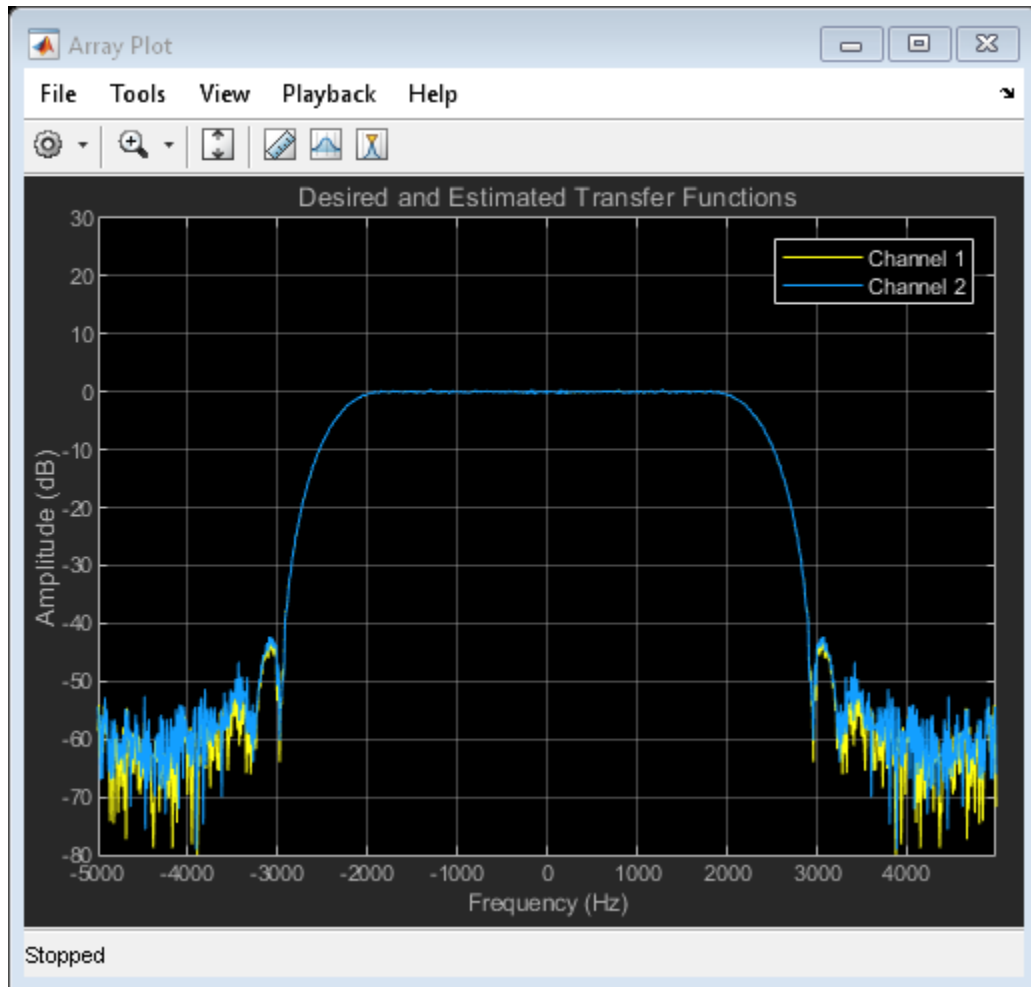 Array Plot
File Tools View Playback Help
Desired and Estimated Transfer Functions
30
20
10
0
-10
-20
-30
-40
-50
-60
-70
-80
Amplitude (dB)
Channel 1
Channel 2
-5000 -4000 -3000 -2000 -1000 0 1000 2000 3000 4000
Frequency (Hz)
Stopped